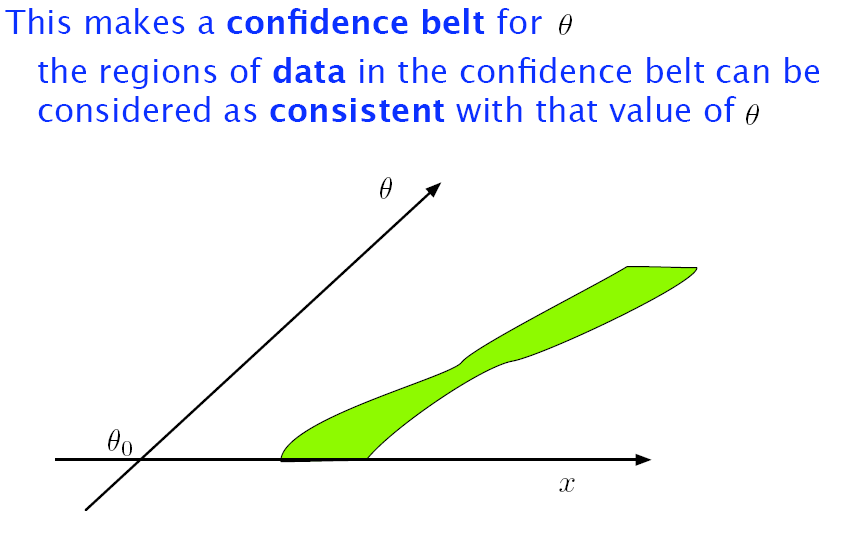 This makes a confidence belt for θ
the regions of data in the confidence belt can be
considered as consistent with that value of θ
θ
θ₀
x